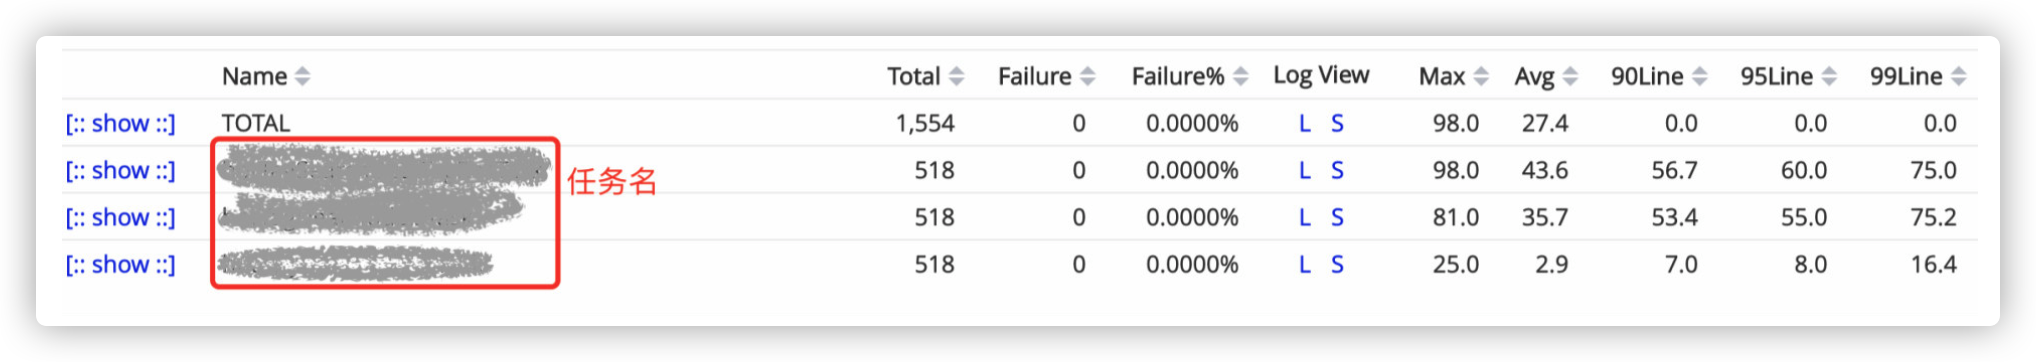 Name Total Failure Failure% Log View Max Avg 90Line 95Line 99Line
[:: show ::] TOTAL 1,554 0 0.0000% L S 98.0 27.4 0.0 0.0 0.0
[:: show ::] 任务名 518 0 0.0000% L S 98.0 43.6 56.7 60.0 75.0
[:: show ::] 518 0 0.0000% L S 81.0 35.7 53.4 55.0 75.2
[:: show ::] 518 0 0.0000% L S 25.0 2.9 7.0 8.0 16.4